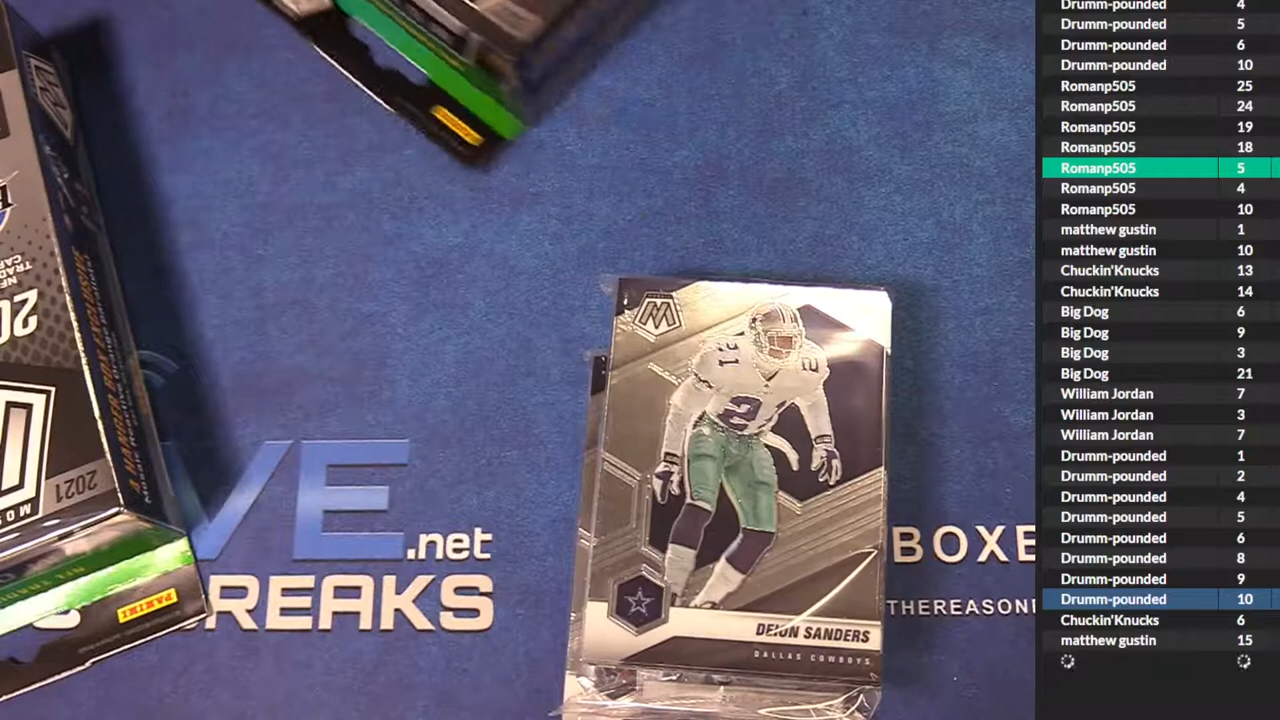 Drumm-pounded 4
Drumm-pounded 5
Drumm-pounded 6
Drumm-pounded 10
Romanp505 25
Romanp505 24
Romanp505 19
Romanp505 18
Romanp505 5
Romanp505 4
Romanp505 10
matthew gustin 1
matthew gustin 10
Chuckin'Knucks 13
Chuckin'Knucks 14
Big Dog 6
Big Dog 9
Big Dog 3
Big Dog 21
William Jordan 7
William Jordan 3
William Jordan 7
Drumm-pounded 1
Drumm-pounded 2
Drumm-pounded 4
Drumm-pounded 5
Drumm-pounded 6
Drumm-pounded 8
Drumm-pounded 9
Drumm-pounded 10
Chuckin'Knucks 6
matthew gustin 15
21
2
DEION SANDERS
DALLAS COWBOYS
VE.net
REAKS
BOXE
THEREASON
2021
PANINI